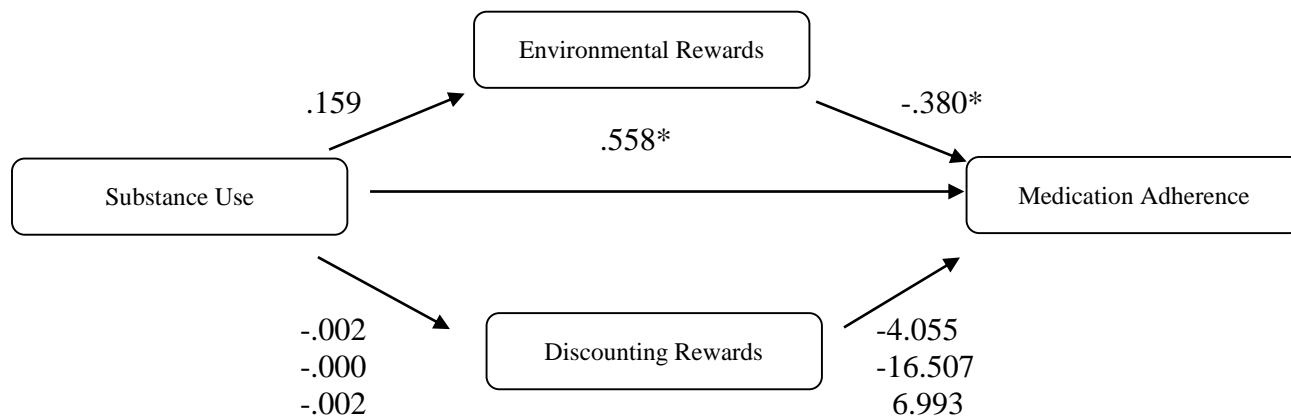 Environmental Rewards
.159
-.380*
.558*
Substance Use
Medication Adherence
-.002
-.000
-.002
Discounting Rewards
-4.055
-16.507
6.993